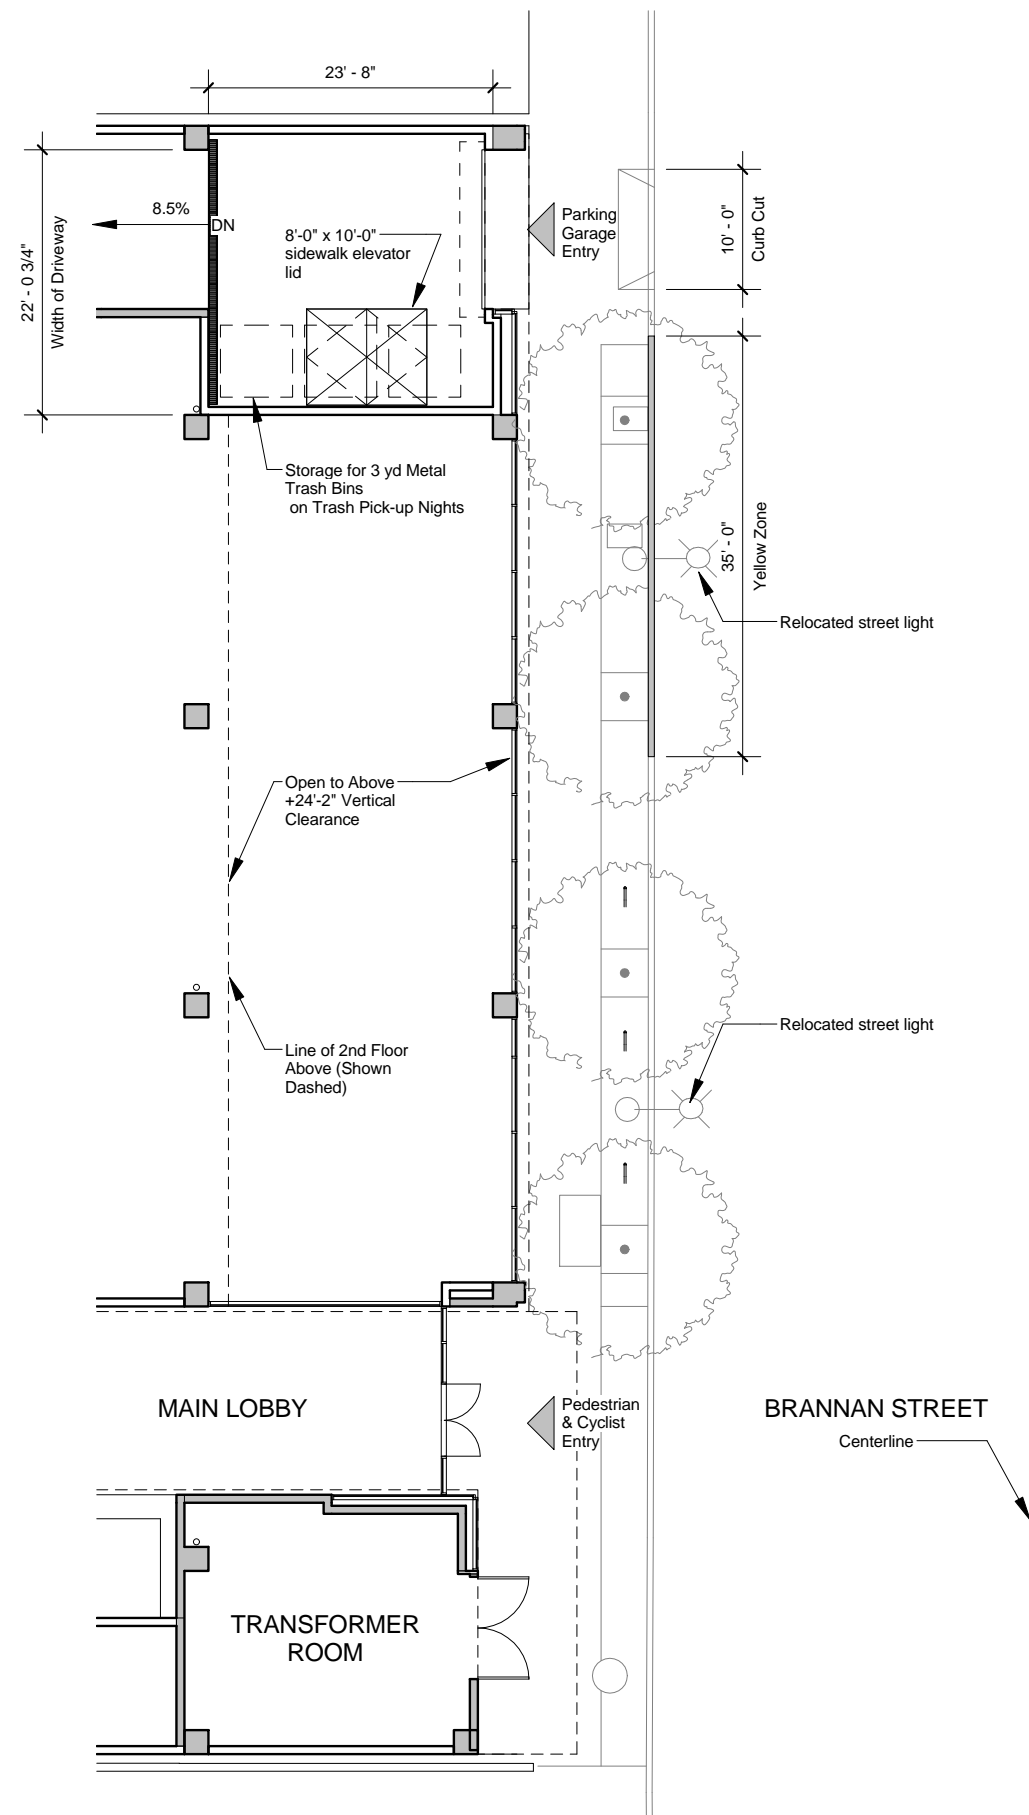 23' - 8"
22' - 0 3/4"
Width of Driveway
8.5%
DN
8'-0" x 10'-0"
sidewalk elevator
lid
Parking
Garage
Entry
10' - 0"
Curb Cut
Storage for 3 yd Metal
Trash Bins
on Trash Pick-up Nights
35' - 0"
Yellow Zone
Relocated street light
Open to Above
+24'-2" Vertical
Clearance
Relocated street light
Line of 2nd Floor
Above (Shown
Dashed)
MAIN LOBBY
Pedestrian
& Cyclist
Entry
BRANNAN STREET
Centerline
TRANSFORMER
ROOM